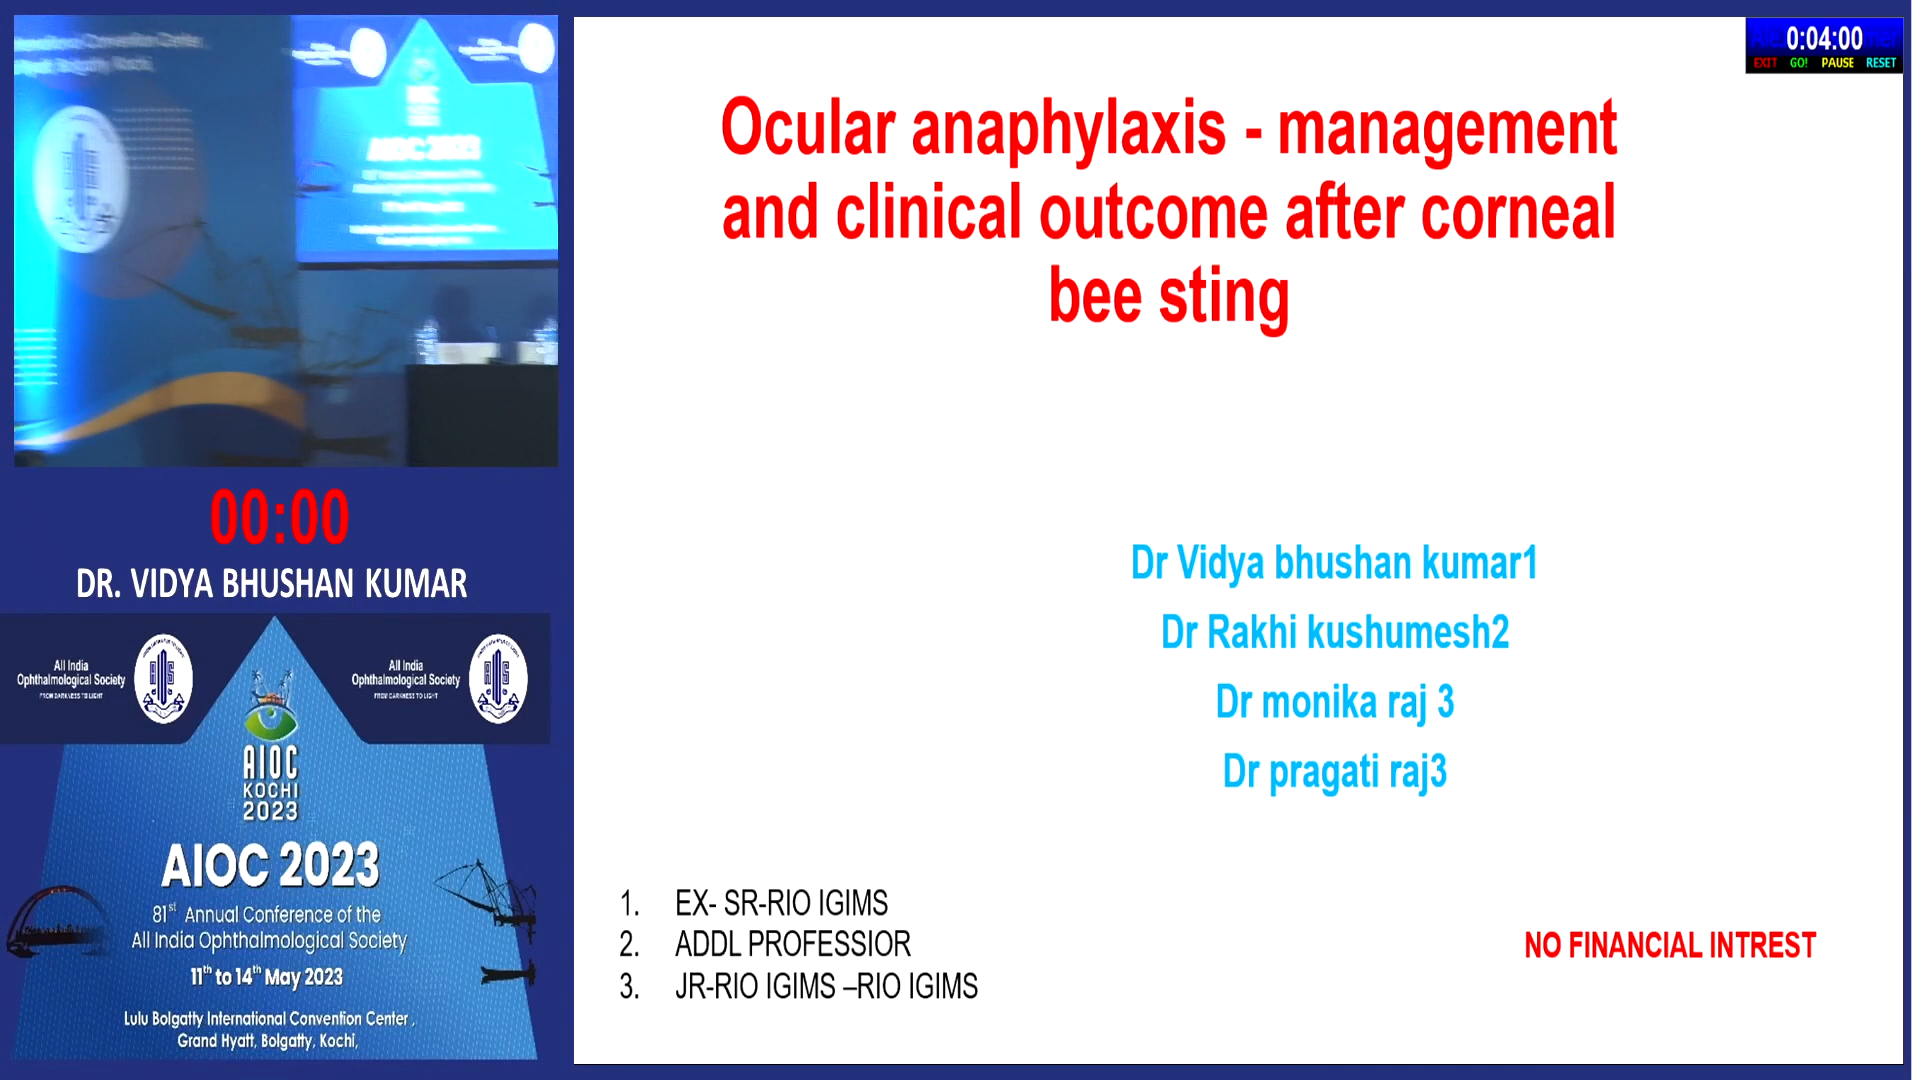 International Convention Center,
AIOC 2023
00:00
DR. VIDYA BHUSHAN KUMAR
All India
Ophthalmological Society
FROM DARKNESS TO LIGHT
All India
Ophthalmological Society
FROM DARKNESS TO LIGHT
AIOC
KOCHI
2023
AIOC 2023
81st Annual Conference of the
All India Ophthalmological Society
11th to 14th May 2023
Lulu Bolgatty International Convention Center,
Grand Hyatt, Bolgatty, Kochi,
0:04:00
EXIT GO! PAUSE RESET
Ocular anaphylaxis - management
and clinical outcome after corneal
bee sting
Dr Vidya bhushan kumar1
Dr Rakhi kushumesh2
Dr monika raj 3
Dr pragati raj3
1. EX- SR-RIO IGIMS
2. ADDL PROFESSIOR
3. JR-RIO IGIMS –RIO IGIMS
NO FINANCIAL INTREST